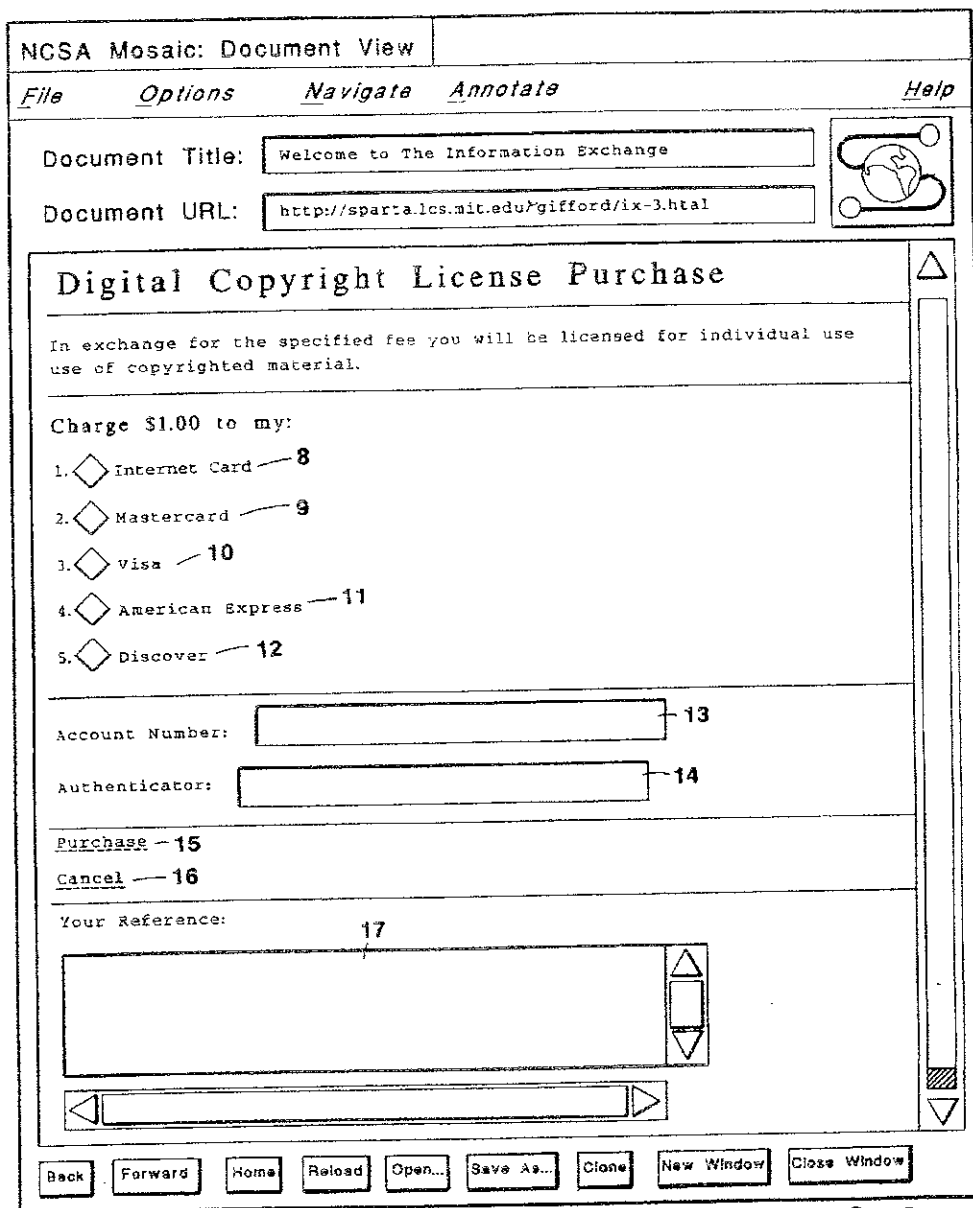 NCSA Mosaic: Document View
File Options Navigate Annotate Help
Document Title: Welcome to The Information Exchange
Document URL: http://sparta.lcs.mit.edu/gifford/ix-3.htal
Digital Copyright License Purchase
In exchange for the specified fee you will be licensed for individual use
use of copyrighted material.
Charge $1.00 to my:
1. Internet Card 8
2. Mastercard 9
3. Visa 10
4. American Express 11
5. Discover 12
Account Number: 13
Authenticator: 14
Purchase 15
Cancel 16
Your Reference:
17
Back Forward Home Reload Open... Save As... Clone New Window Close Window